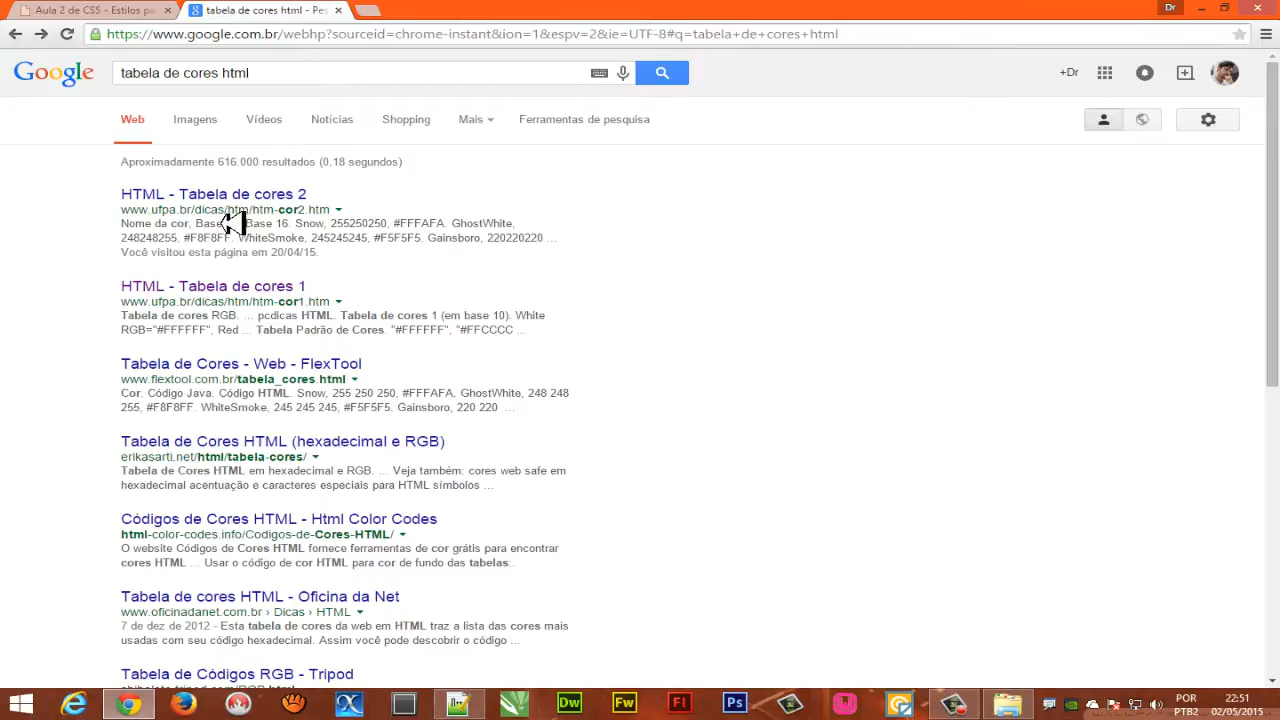 Aula 2 de CSS - Estilos pa
tabela de cores html - Pes
Dr
https://www.google.com.br/webhp?sourceid=chrome-instant&ion=1&espv=2&ie=UTF-8#q=tabela+de+cores+html
Google
tabela de cores html
+Dr
Web Imagens Vídeos Notícias Shopping Mais Ferramentas de pesquisa
Aproximadamente 616.000 resultados (0,18 segundos)
HTML - Tabela de cores 2
www.ufpa.br/dicas/htm/htm-cor2.htm
Nome da cor, Base Base 16. Snow, 255250250, #FFFAFA. GhostWhite,
248248255, #F8F8FF. WhiteSmoke, 245245245, #F5F5F5. Gainsboro, 220220220 ...
Você visitou esta página em 20/04/15.
HTML - Tabela de cores 1
www.ufpa.br/dicas/htm/htm-cor1.htm
Tabela de cores RGB. ... pcdicas HTML. Tabela de cores 1 (em base 10). White
RGB="#FFFFFF", Red ... Tabela Padrão de Cores. "#FFFFFF", "#FFCCCC ...
Tabela de Cores - Web - FlexTool
www.flextool.com.br/tabela_cores.html
Cor. Código Java. Código HTML. Snow, 255 250 250, #FFFAFA. GhostWhite, 248 248
255, #F8F8FF. WhiteSmoke, 245 245 245, #F5F5F5. Gainsboro, 220 220 ...
Tabela de Cores HTML (hexadecimal e RGB)
erikasarti.net/html/tabela-cores/
Tabela de Cores HTML em hexadecimal e RGB. ... Veja também: cores web safe em
hexadecimal acentuação e caracteres especiais para HTML símbolos ...
Códigos de Cores HTML - Html Color Codes
html-color-codes.info/Codigos-de-Cores-HTML/
O website Códigos de Cores HTML fornece ferramentas de cor grátis para encontrar
cores HTML ... Usar o código de cor HTML para cor de fundo das tabelas:.
Tabela de cores HTML - Oficina da Net
www.oficinadanet.com.br › Dicas › HTML
7 de dez de 2012 - Esta tabela de cores da web em HTML traz a lista das cores mais
usadas com seu código hexadecimal. Assim você pode descobrir o código ...
Tabela de Códigos RGB - Tripod
Dw Fw Fl Ps
POR 22:51
PTB2 02/05/2015